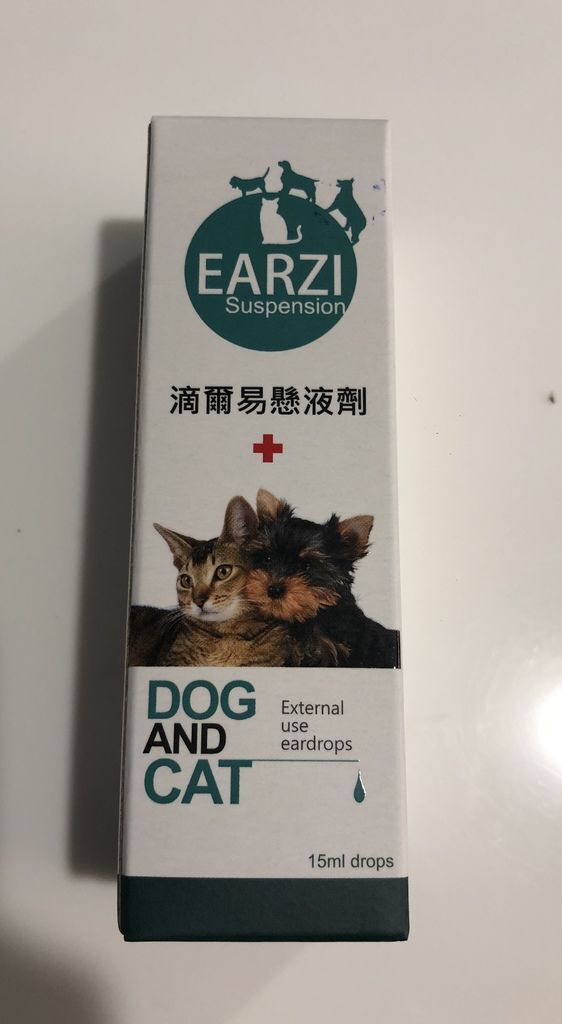 EARZI
Suspension
滴爾易懸液劑
DOG
AND
CAT
External
use
eardrops
15ml drops